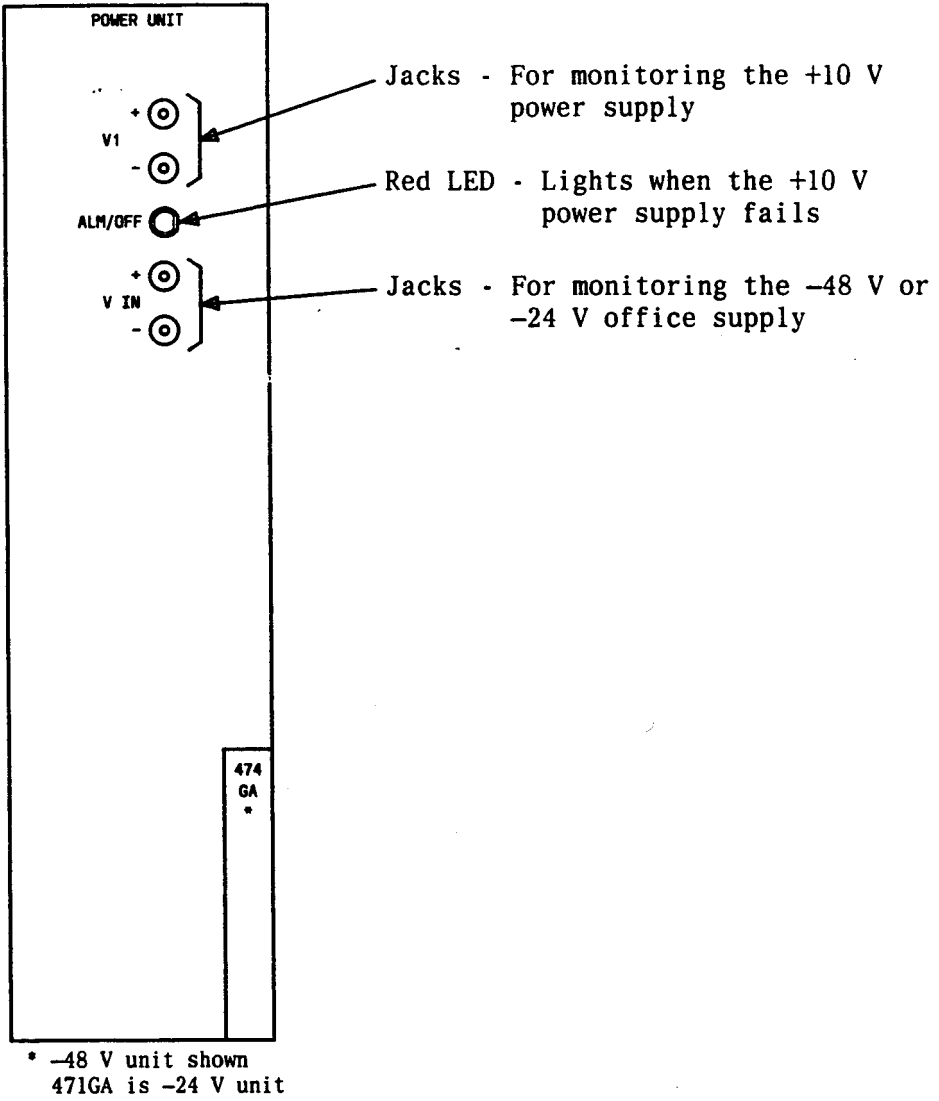 POWER UNIT
Jacks - For monitoring the +10 V
power supply
+
V1
-
Red LED - Lights when the +10 V
power supply fails
ALM/OFF
+
V IN
-
Jacks - For monitoring the −48 V or
−24 V office supply
474
GA
*
* −48 V unit shown
471GA is −24 V unit